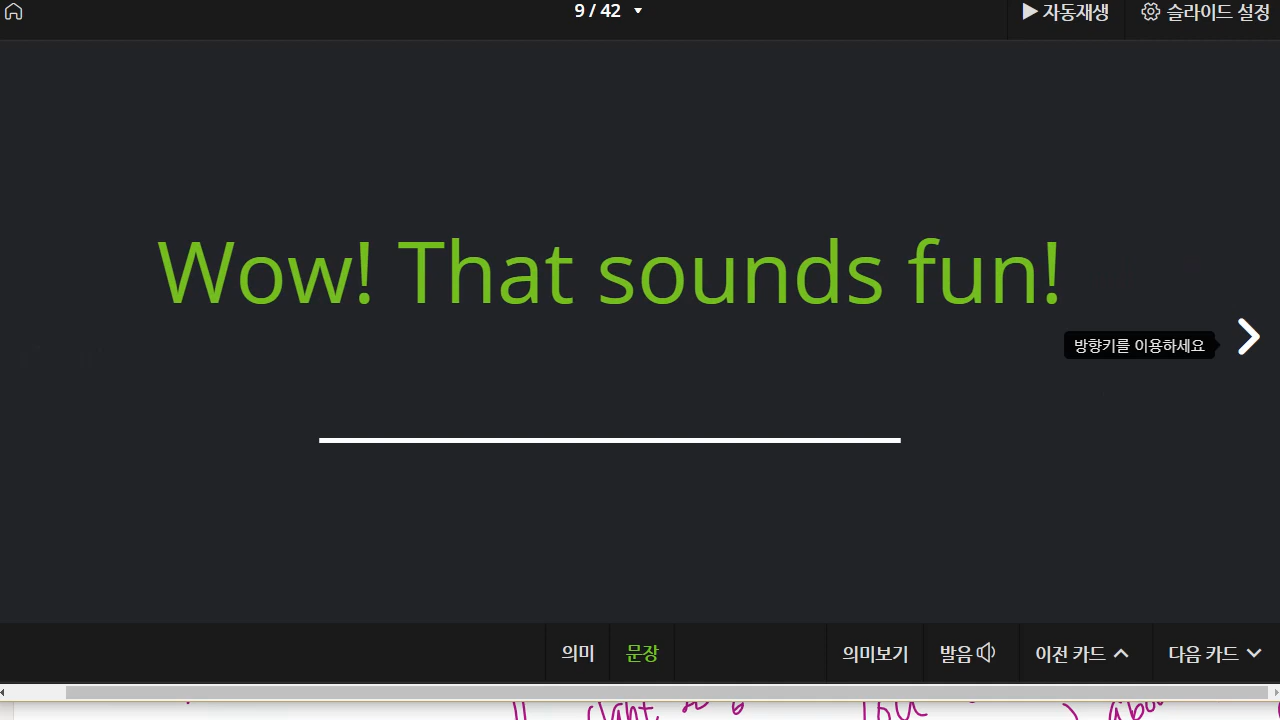 9 / 42
자동재생
슬라이드 설정
Wow! That sounds fun!
방향키를 이용하세요
의미
문장
의미보기
발음
이전 카드
다음 카드